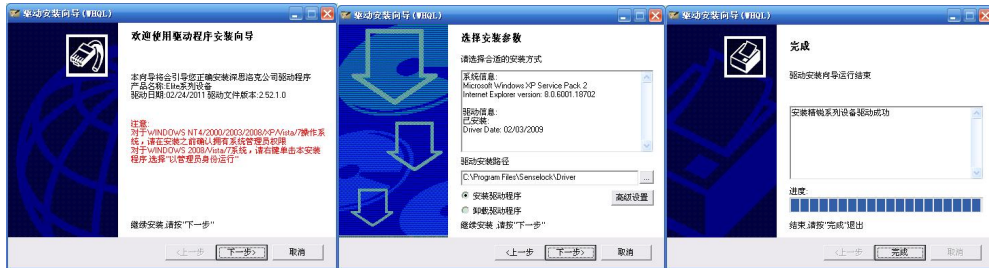 驱动安装向导(WHQL)
欢迎使用驱动程序安装向导
本向导将会引导您正确安装深思洛克公司驱动程序
产品名称:Elite系列设备
驱动日期:02/24/2011 驱动文件版本:2.52.1.0
注意:
对于WINDOWS NT4/2000/2003/2008/XP/Vista/7操作系
统，请在安装之前确认拥有系统管理员权限
对于WINDOWS 2008/Vista/7系统，请右键单击本安装
程序,选择"以管理员身份运行"
继续安装,请按"下一步"
<上一步
下一步>
取消
驱动安装向导(WHQL)
选择安装参数
请选择合适的安装方式
系统信息:
Microsoft Windows XP Service Pack 2
Internet Explorer version: 8.0.6001.18702
驱动信息:
已安装:
Driver Date: 02/03/2009
驱动安装路径
C:\Program Files\Senselock\Driver
...
安装驱动程序
高级设置
卸载驱动程序
继续安装,请按"下一步"
<上一步
下一步>
取消
驱动安装向导(WHQL)
完成
驱动安装向导运行结束
安装精锐系列设备驱动成功
进度:
结束,请按"完成"退出
<上一步
完成
取消